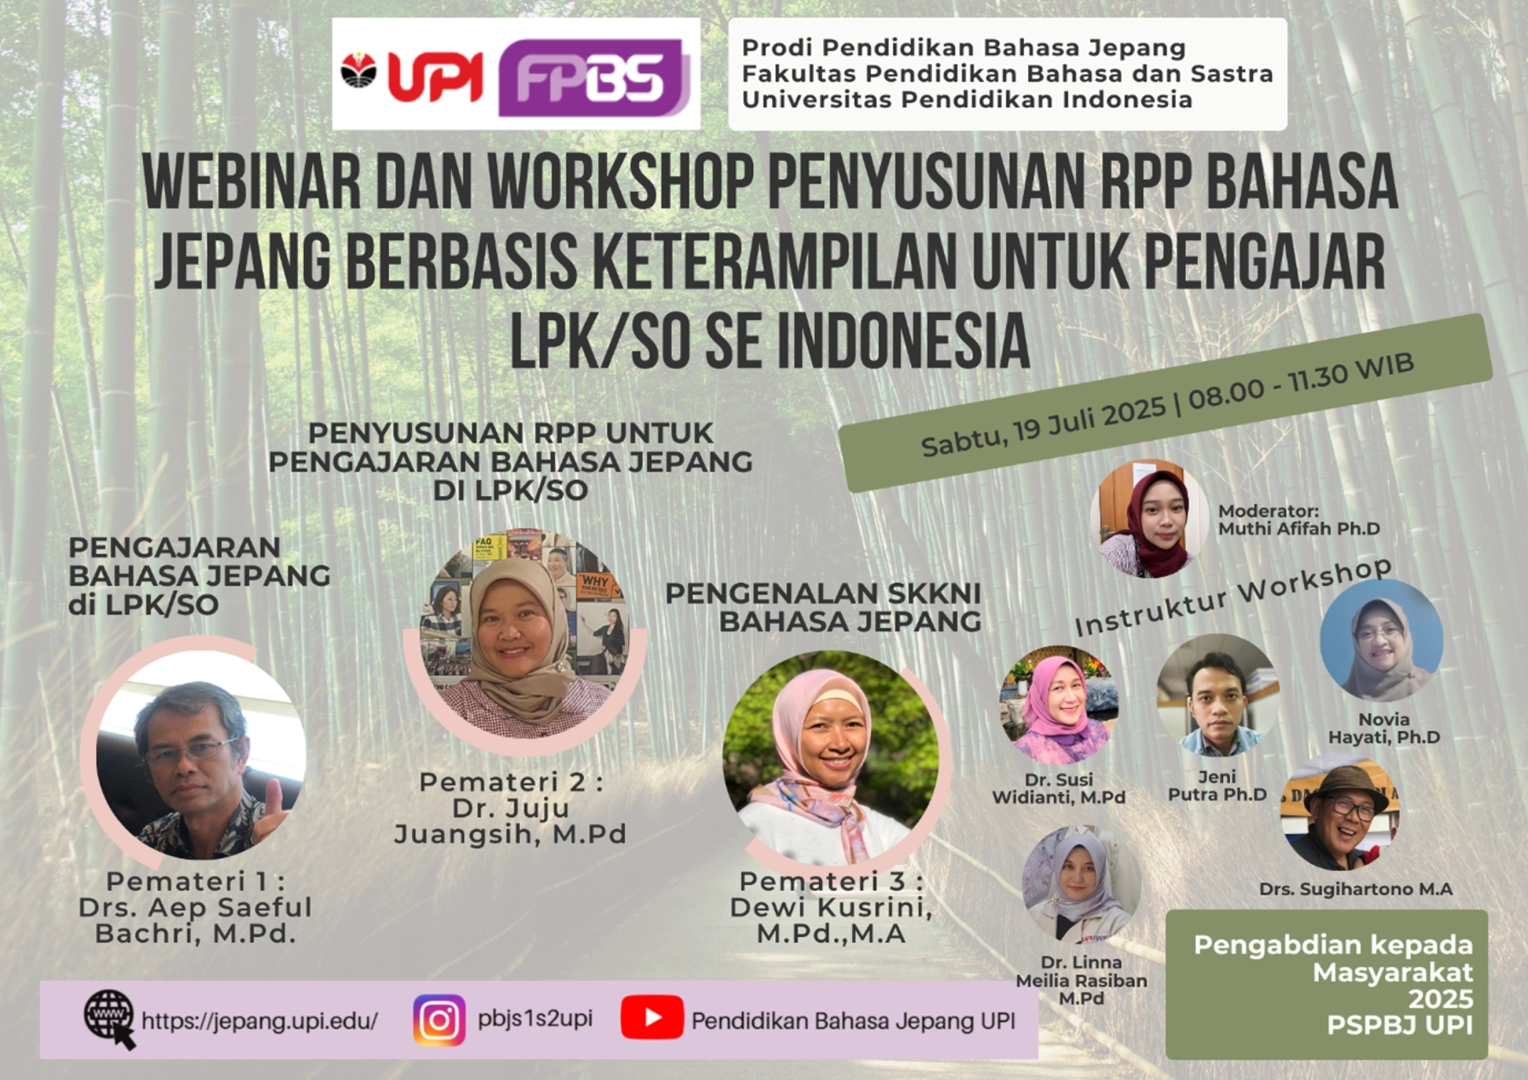 UPI FPBS
Prodi Pendidikan Bahasa Jepang
Fakultas Pendidikan Bahasa dan Sastra
Universitas Pendidikan Indonesia
WEBINAR DAN WORKSHOP PENYUSUNAN RPP BAHASA
JEPANG BERBASIS KETERAMPILAN UNTUK PENGAJAR
LPK/SO SE INDONESIA
Sabtu, 19 Juli 2025 | 08.00 - 11.30 WIB
PENYUSUNAN RPP UNTUK
PENGAJARAN BAHASA JEPANG
DI LPK/SO
PENGAJARAN
BAHASA JEPANG
di LPK/SO
FAQ
WHY
PENGENALAN SKKNI
BAHASA JEPANG
Moderator:
Muthi Afifah Ph.D
Instruktur Workshop
Pemateri 1 :
Drs. Aep Saeful
Bachri, M.Pd.
Pemateri 2 :
Dr. Juju
Juangsih, M.Pd
Pemateri 3 :
Dewi Kusrini,
M.Pd.,M.A
Novia
Hayati, Ph.D
Dr. Susi
Widianti, M.Pd
Jeni
Putra Ph.D
Drs. Sugihartono M.A
Dr. Linna
Meilia Rasiban
M.Pd
Pengabdian kepada
Masyarakat
2025
PSPBJ UPI
www
https://jepang.upi.edu/
pbjs1s2upi
Pendidikan Bahasa Jepang UPI